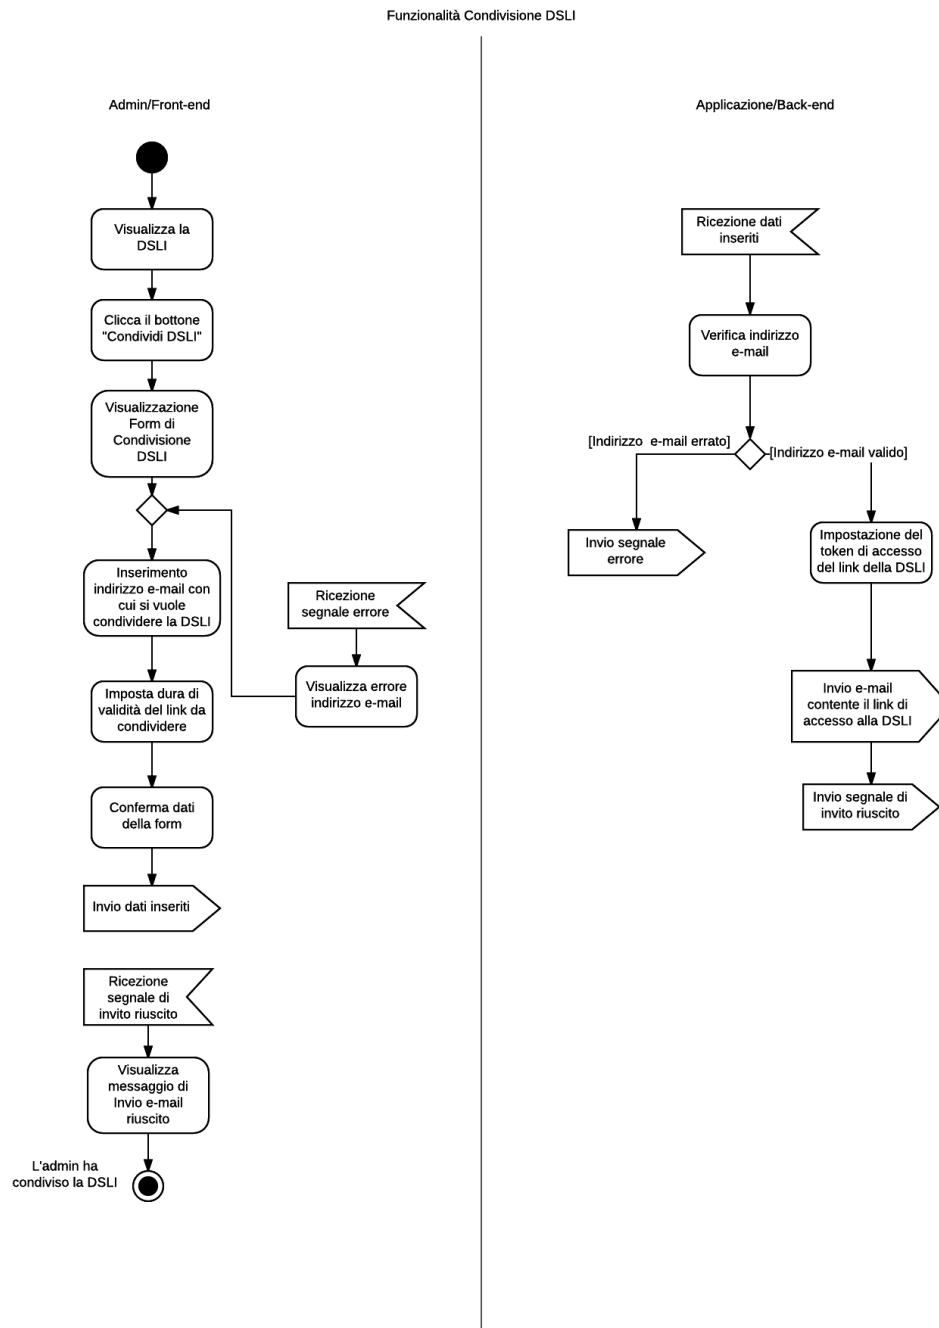 Funzionalità Condivisione DSLI
Admin/Front-end
Visualizza la
DSLI
Clicca il bottone
"Condividi DSLI"
Visualizzazione
Form di
Condivisione
DSLI
Inserimento
indirizzo e-mail con
cui si vuole
condividere la DSLI
Imposta dura di
validità del link da
condividere
Conferma dati
della form
Invio dati inseriti
Ricezione
segnale errore
Visualizza errore
indirizzo e-mail
Ricezione
segnale di
invito riuscito
Visualizza
messaggio di
Invio e-mail
riuscito
L'admin ha
condiviso la DSLI
Applicazione/Back-end
Ricezione dati
inseriti
Verifica indirizzo
e-mail
[Indirizzo  e-mail errato]
[Indirizzo e-mail valido]
Invio segnale
errore
Impostazione del
token di accesso
del link della DSLI
Invio e-mail
contente il link di
accesso alla DSLI
Invio segnale di
invito riuscito